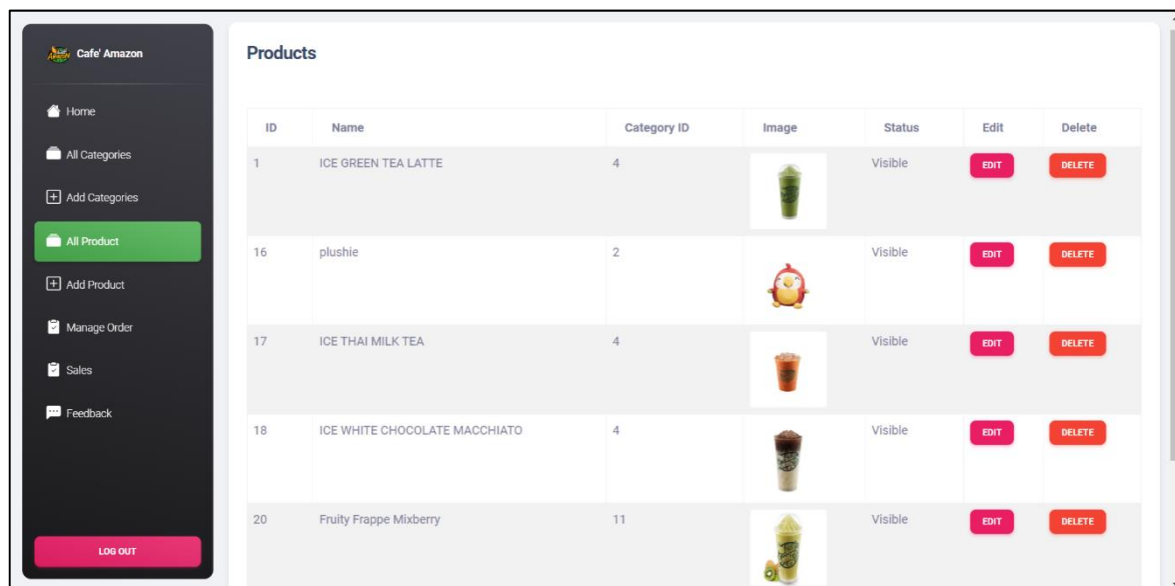 Cafe' Amazon
Home
All Categories
Add Categories
All Product
Add Product
Manage Order
Sales
Feedback
LOG OUT
Products
ID Name Category ID Image Status Edit Delete
1 ICE GREEN TEA LATTE 4 Visible EDIT DELETE
16 plushie 2 Visible EDIT DELETE
17 ICE THAI MILK TEA 4 Visible EDIT DELETE
18 ICE WHITE CHOCOLATE MACCHIATO 4 Visible EDIT DELETE
20 Fruity Frappe Mixberry 11 Visible EDIT DELETE